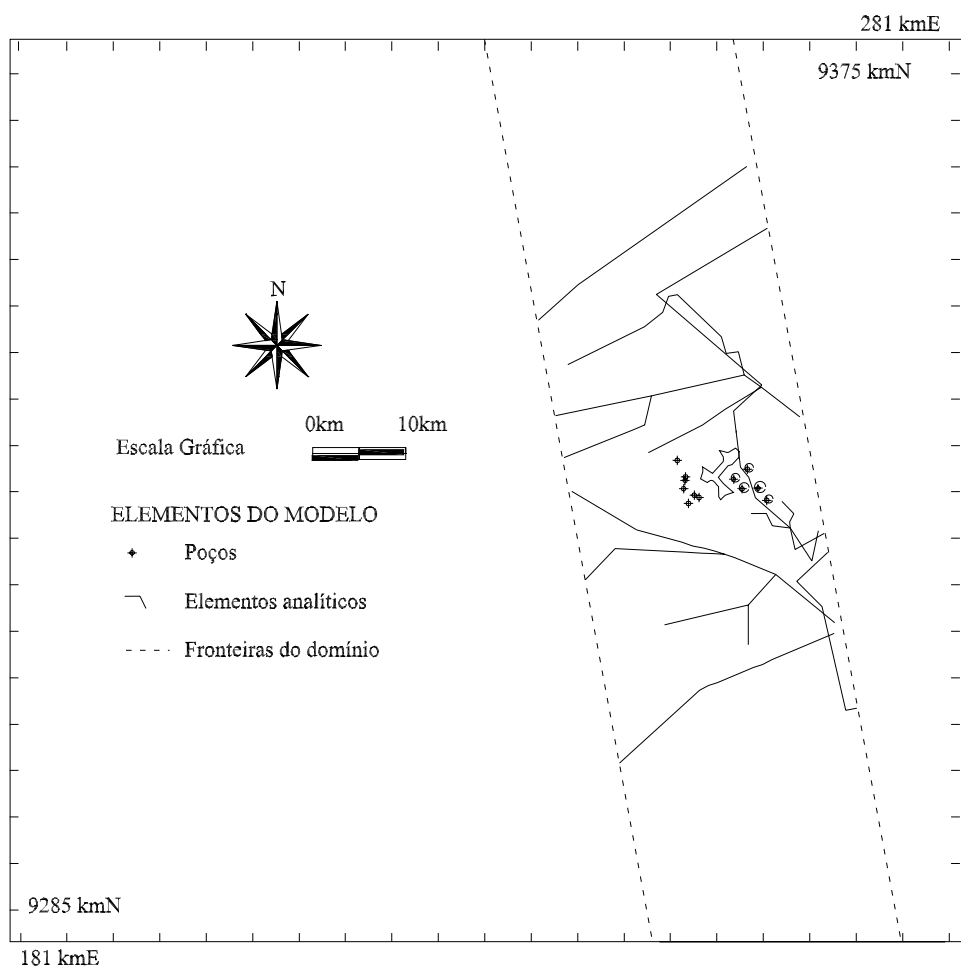 281 kmE
9375 kmN
N
0km 10km
Escala Gráfica
ELEMENTOS DO MODELO
Poços
Elementos analíticos
Fronteiras do domínio
9285 kmN
181 kmE